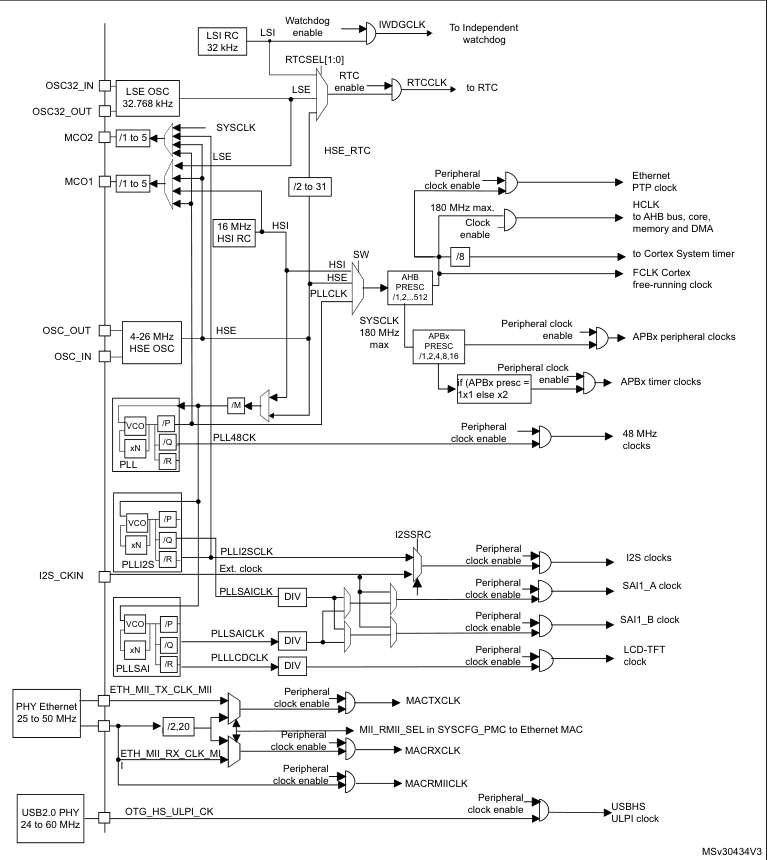 Watchdog
enable
IWDGCLK
To Independent
watchdog
LSI RC
32 kHz
LSI
RTCSEL[1:0]
OSC32_IN
LSE OSC
32.768 kHz
LSE
RTC
enable
RTCCLK
to RTC
OSC32_OUT
MCO2
/1 to 5
SYSCLK
LSE
HSE_RTC
MCO1
/1 to 5
/2 to 31
Peripheral
clock enable
Ethernet
PTP clock
180 MHz max.
Clock
enable
HCLK
to AHB bus, core,
memory and DMA
16 MHz
HSI RC
HSI
/8
to Cortex System timer
SW
HSI
HSE
PLLCLK
AHB
PRESC
/1,2,..512
FCLK Cortex
free-running clock
SYSCLK
180 MHz
max
OSC_OUT
OSC_IN
4-26 MHz
HSE OSC
HSE
APBx
PRESC
/1,2,4,8,16
Peripheral clock
enable
APBx peripheral clocks
Peripheral clock
enable
if (APBx presc =
1x1 else x2
APBx timer clocks
/M
VCO
xN
/P
/Q
/R
PLL
PLL48CK
Peripheral
clock enable
48 MHz
clocks
VCO
xN
/P
/Q
/R
PLLI2S
I2SSRC
PLLI2SCLK
Peripheral
clock enable
I2S clocks
I2S_CKIN
Ext. clock
PLLSAICLK
DIV
Peripheral
clock enable
SAI1_A clock
VCO
xN
/P
/Q
/R
PLLSAI
PLLSAICLK
DIV
Peripheral
clock enable
SAI1_B clock
PLLLCDCLK
DIV
Peripheral
clock enable
LCD-TFT
clock
PHY Ethernet
25 to 50 MHz
ETH_MII_TX_CLK_MII
Peripheral
clock enable
MACTXCLK
/2,20
MII_RMII_SEL in SYSCFG_PMC to Ethernet MAC
Peripheral
clock enable
ETH_MII_RX_CLK_MI
I
MACRXCLK
Peripheral
clock enable
MACRMIICLK
USB2.0 PHY
24 to 60 MHz
OTG_HS_ULPI_CK
Peripheral
clock enable
USBHS
ULPI clock
MSv30434V3